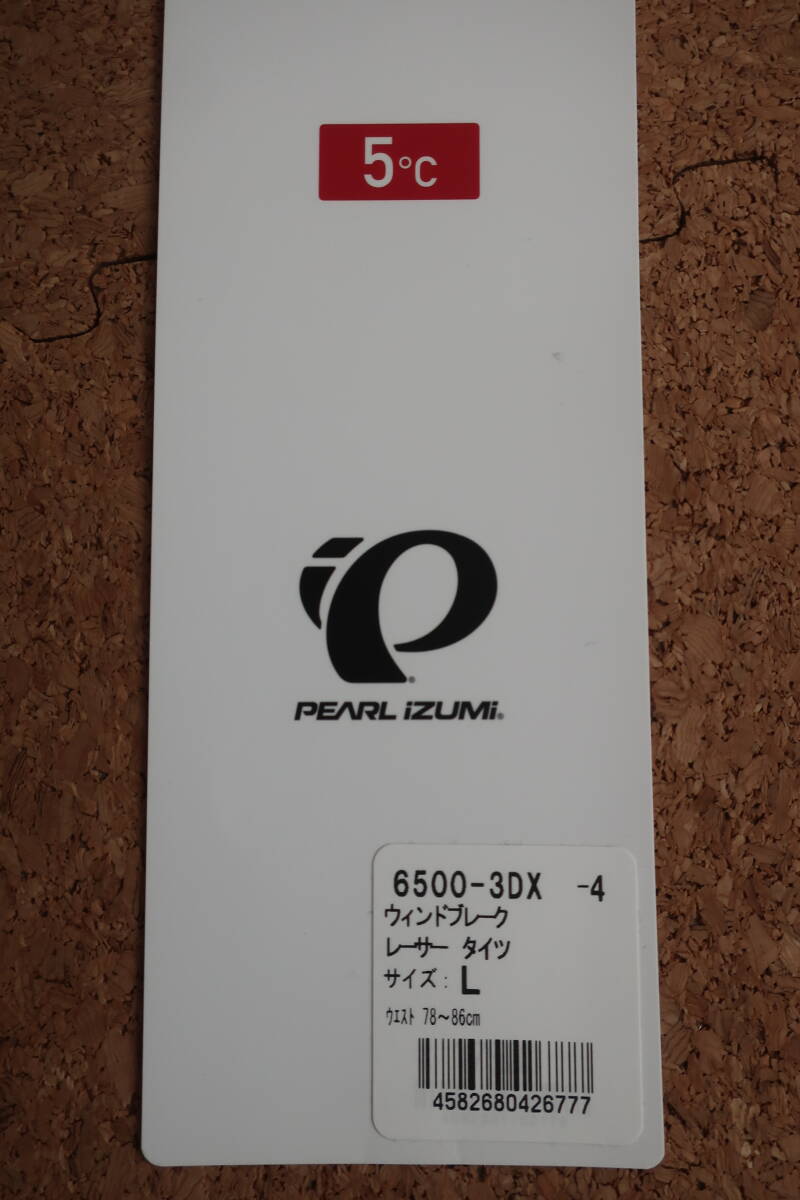 5°C
PEARL iZUMi®
6500-3DX -4
ウィンドブレーク
レーサー タイツ
サイズ: L
ウエスト 78～86cm
4582680426777